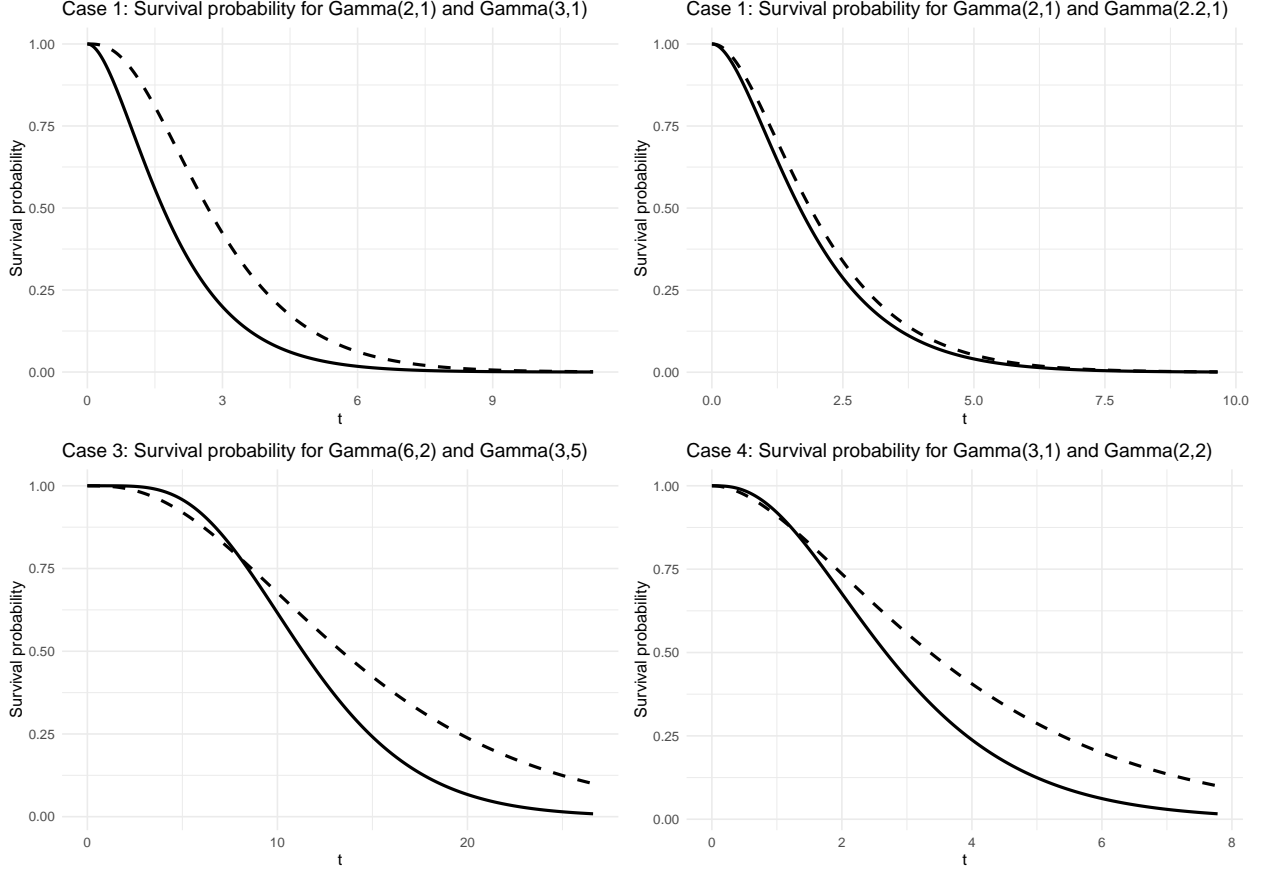 Case 1: Survival probability for Gamma(2,1) and Gamma(3,1)
1.00
0.75
0.50
0.25
0.00
Survival probability
0 3 6 9
t
Case 1: Survival probability for Gamma(2,1) and Gamma(2.2,1)
1.00
0.75
0.50
0.25
0.00
Survival probability
0.0 2.5 5.0 7.5 10.0
t
Case 3: Survival probability for Gamma(6,2) and Gamma(3,5)
1.00
0.75
0.50
0.25
0.00
Survival probability
0 10 20
t
Case 4: Survival probability for Gamma(3,1) and Gamma(2,2)
1.00
0.75
0.50
0.25
0.00
Survival probability
0 2 4 6 8
t